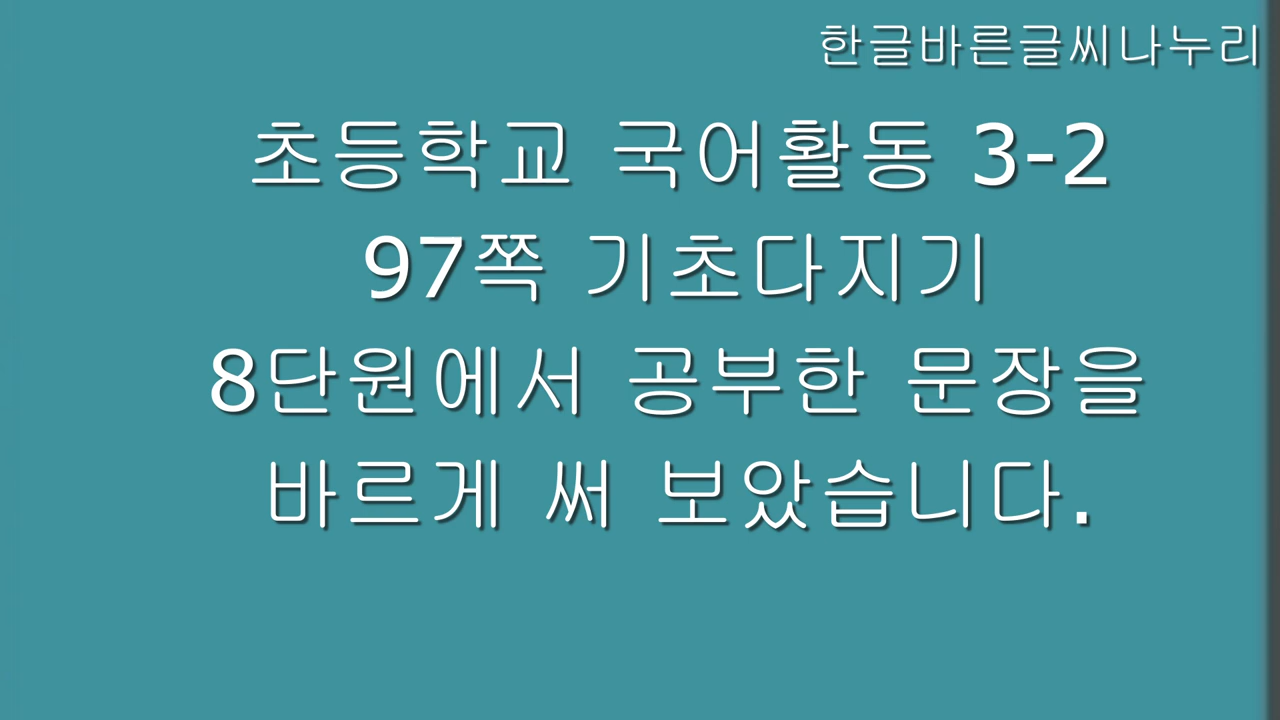 한글바른글씨나누리
초등학교 국어활동 3-2
97쪽 기초다지기
8단원에서 공부한 문장을
바르게 써 보았습니다.